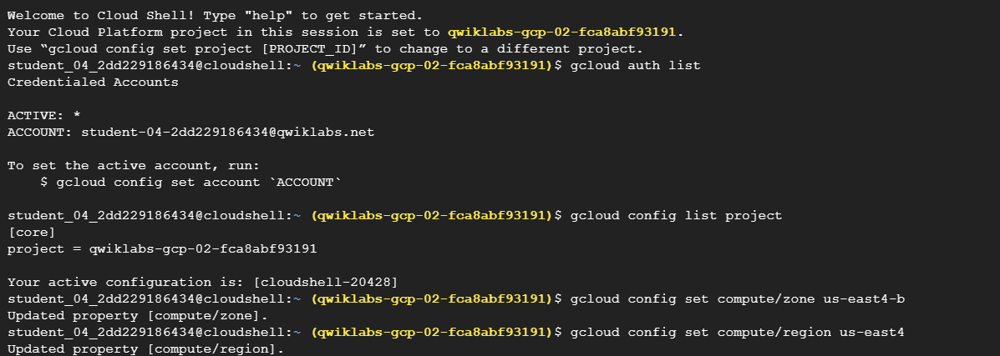 Welcome to Cloud Shell! Type "help" to get started.
Your Cloud Platform project in this session is set to qwiklabs-gcp-02-fca8abf93191.
Use “gcloud config set project [PROJECT_ID]” to change to a different project.
student_04_2dd229186434@cloudshell:~ (qwiklabs-gcp-02-fca8abf93191)$ gcloud auth list
Credentialed Accounts

ACTIVE: *
ACCOUNT: student-04-2dd229186434@qwiklabs.net

To set the active account, run:
    $ gcloud config set account `ACCOUNT`

student_04_2dd229186434@cloudshell:~ (qwiklabs-gcp-02-fca8abf93191)$ gcloud config list project
[core]
project = qwiklabs-gcp-02-fca8abf93191

Your active configuration is: [cloudshell-20428]
student_04_2dd229186434@cloudshell:~ (qwiklabs-gcp-02-fca8abf93191)$ gcloud config set compute/zone us-east4-b
Updated property [compute/zone].
student_04_2dd229186434@cloudshell:~ (qwiklabs-gcp-02-fca8abf93191)$ gcloud config set compute/region us-east4
Updated property [compute/region].